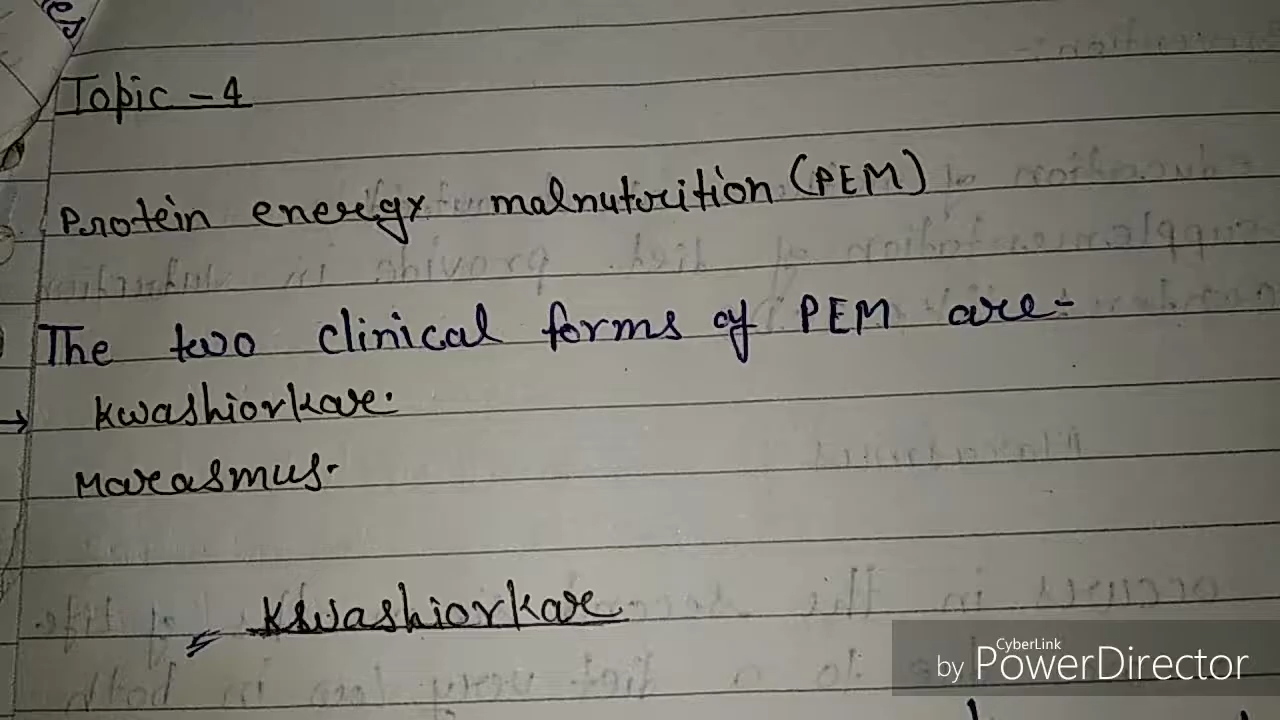 Topic - 4
Protein energy malnutrition (PEM)
The two clinical forms of PEM are-
→ Kwashiorkar.
Marasmus.
Kwashiorkar
CyberLink
by PowerDirector